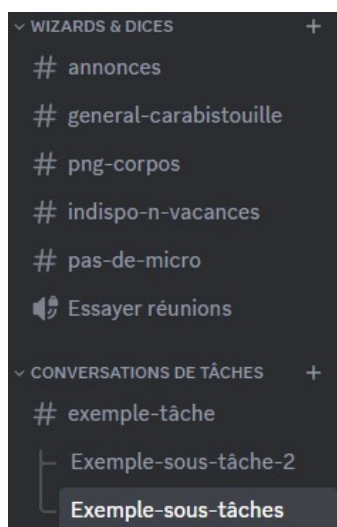 WIZARDS & DICES
annonces
general-carabistouille
png-corpos
indispo-n-vacances
pas-de-micro
Essayer réunions
CONVERSATIONS DE TÂCHES
exemple-tâche
Exemple-sous-tâche-2
Exemple-sous-tâches